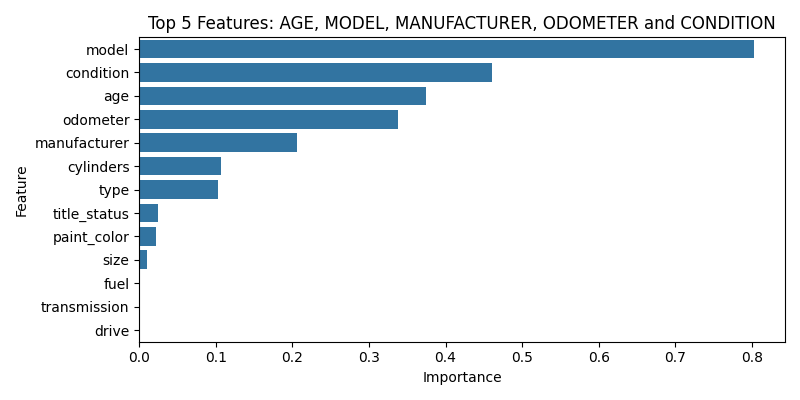 Top 5 Features: AGE, MODEL, MANUFACTURER, ODOMETER and CONDITION
model
condition
age
odometer
manufacturer
cylinders
type
title_status
paint_color
size
fuel
transmission
drive
Feature
0.0 0.1 0.2 0.3 0.4 0.5 0.6 0.7 0.8
Importance